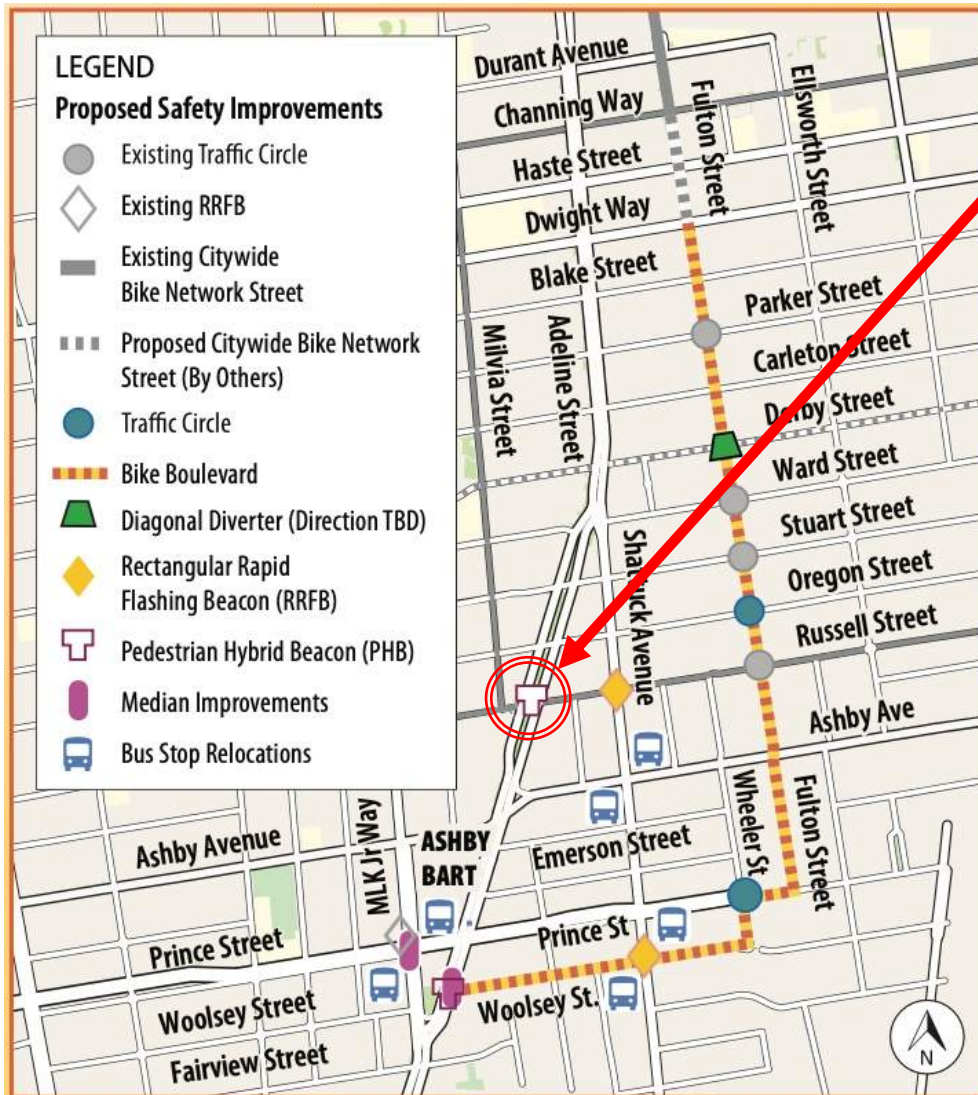 LEGEND
Proposed Safety Improvements
Existing Traffic Circle
Existing RRFB
Existing Citywide
Bike Network Street
Proposed Citywide Bike Network
Street (By Others)
Traffic Circle
Bike Boulevard
Diagonal Diverter (Direction TBD)
Rectangular Rapid
Flashing Beacon (RRFB)
Pedestrian Hybrid Beacon (PHB)
Median Improvements
Bus Stop Relocations
Durant Avenue
Channing Way
Haste Street
Dwight Way
Blake Street
Fulton Street
Ellsworth Street
Parker Street
Carleton Street
Derby Street
Ward Street
Stuart Street
Oregon Street
Russell Street
Milvia Street
Adeline Street
Shattuck Avenue
Ashby Ave
Wheeler St
Fulton Street
Ashby Avenue
MLK Jr Way
ASHBY
BART
Emerson Street
Prince Street
Prince St
Woolsey Street
Woolsey St.
Fairview Street
N